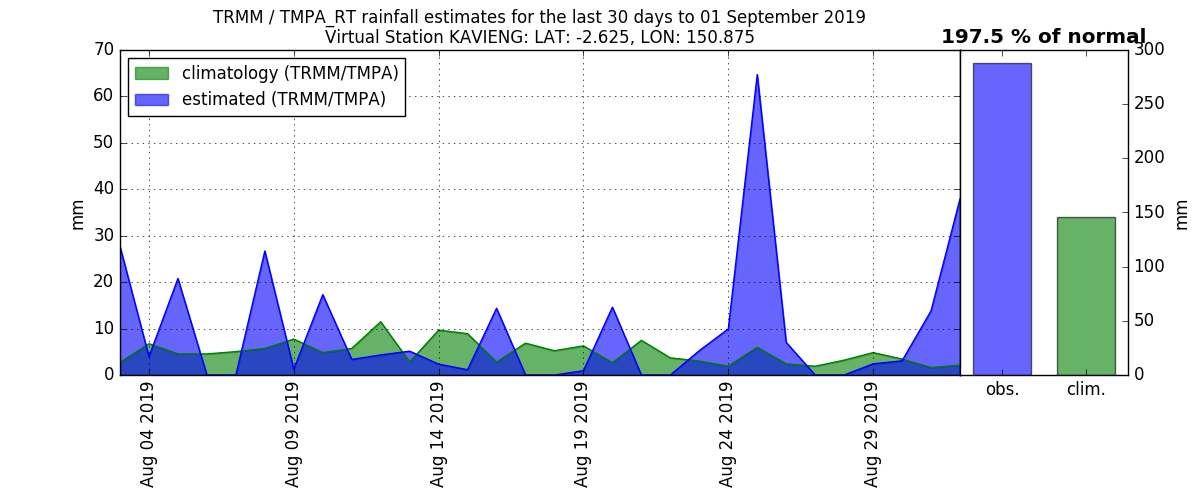 TRMM / TMPA_RT rainfall estimates for the last 30 days to 01 September 2019
Virtual Station KAVIENG: LAT: -2.625, LON: 150.875
197.5 % of normal
climatology (TRMM/TMPA)
estimated (TRMM/TMPA)
70
60
50
40
30
20
10
0
mm
Aug 04 2019
Aug 09 2019
Aug 14 2019
Aug 19 2019
Aug 24 2019
Aug 29 2019
obs.
clim.
300
250
200
150
100
50
0
mm